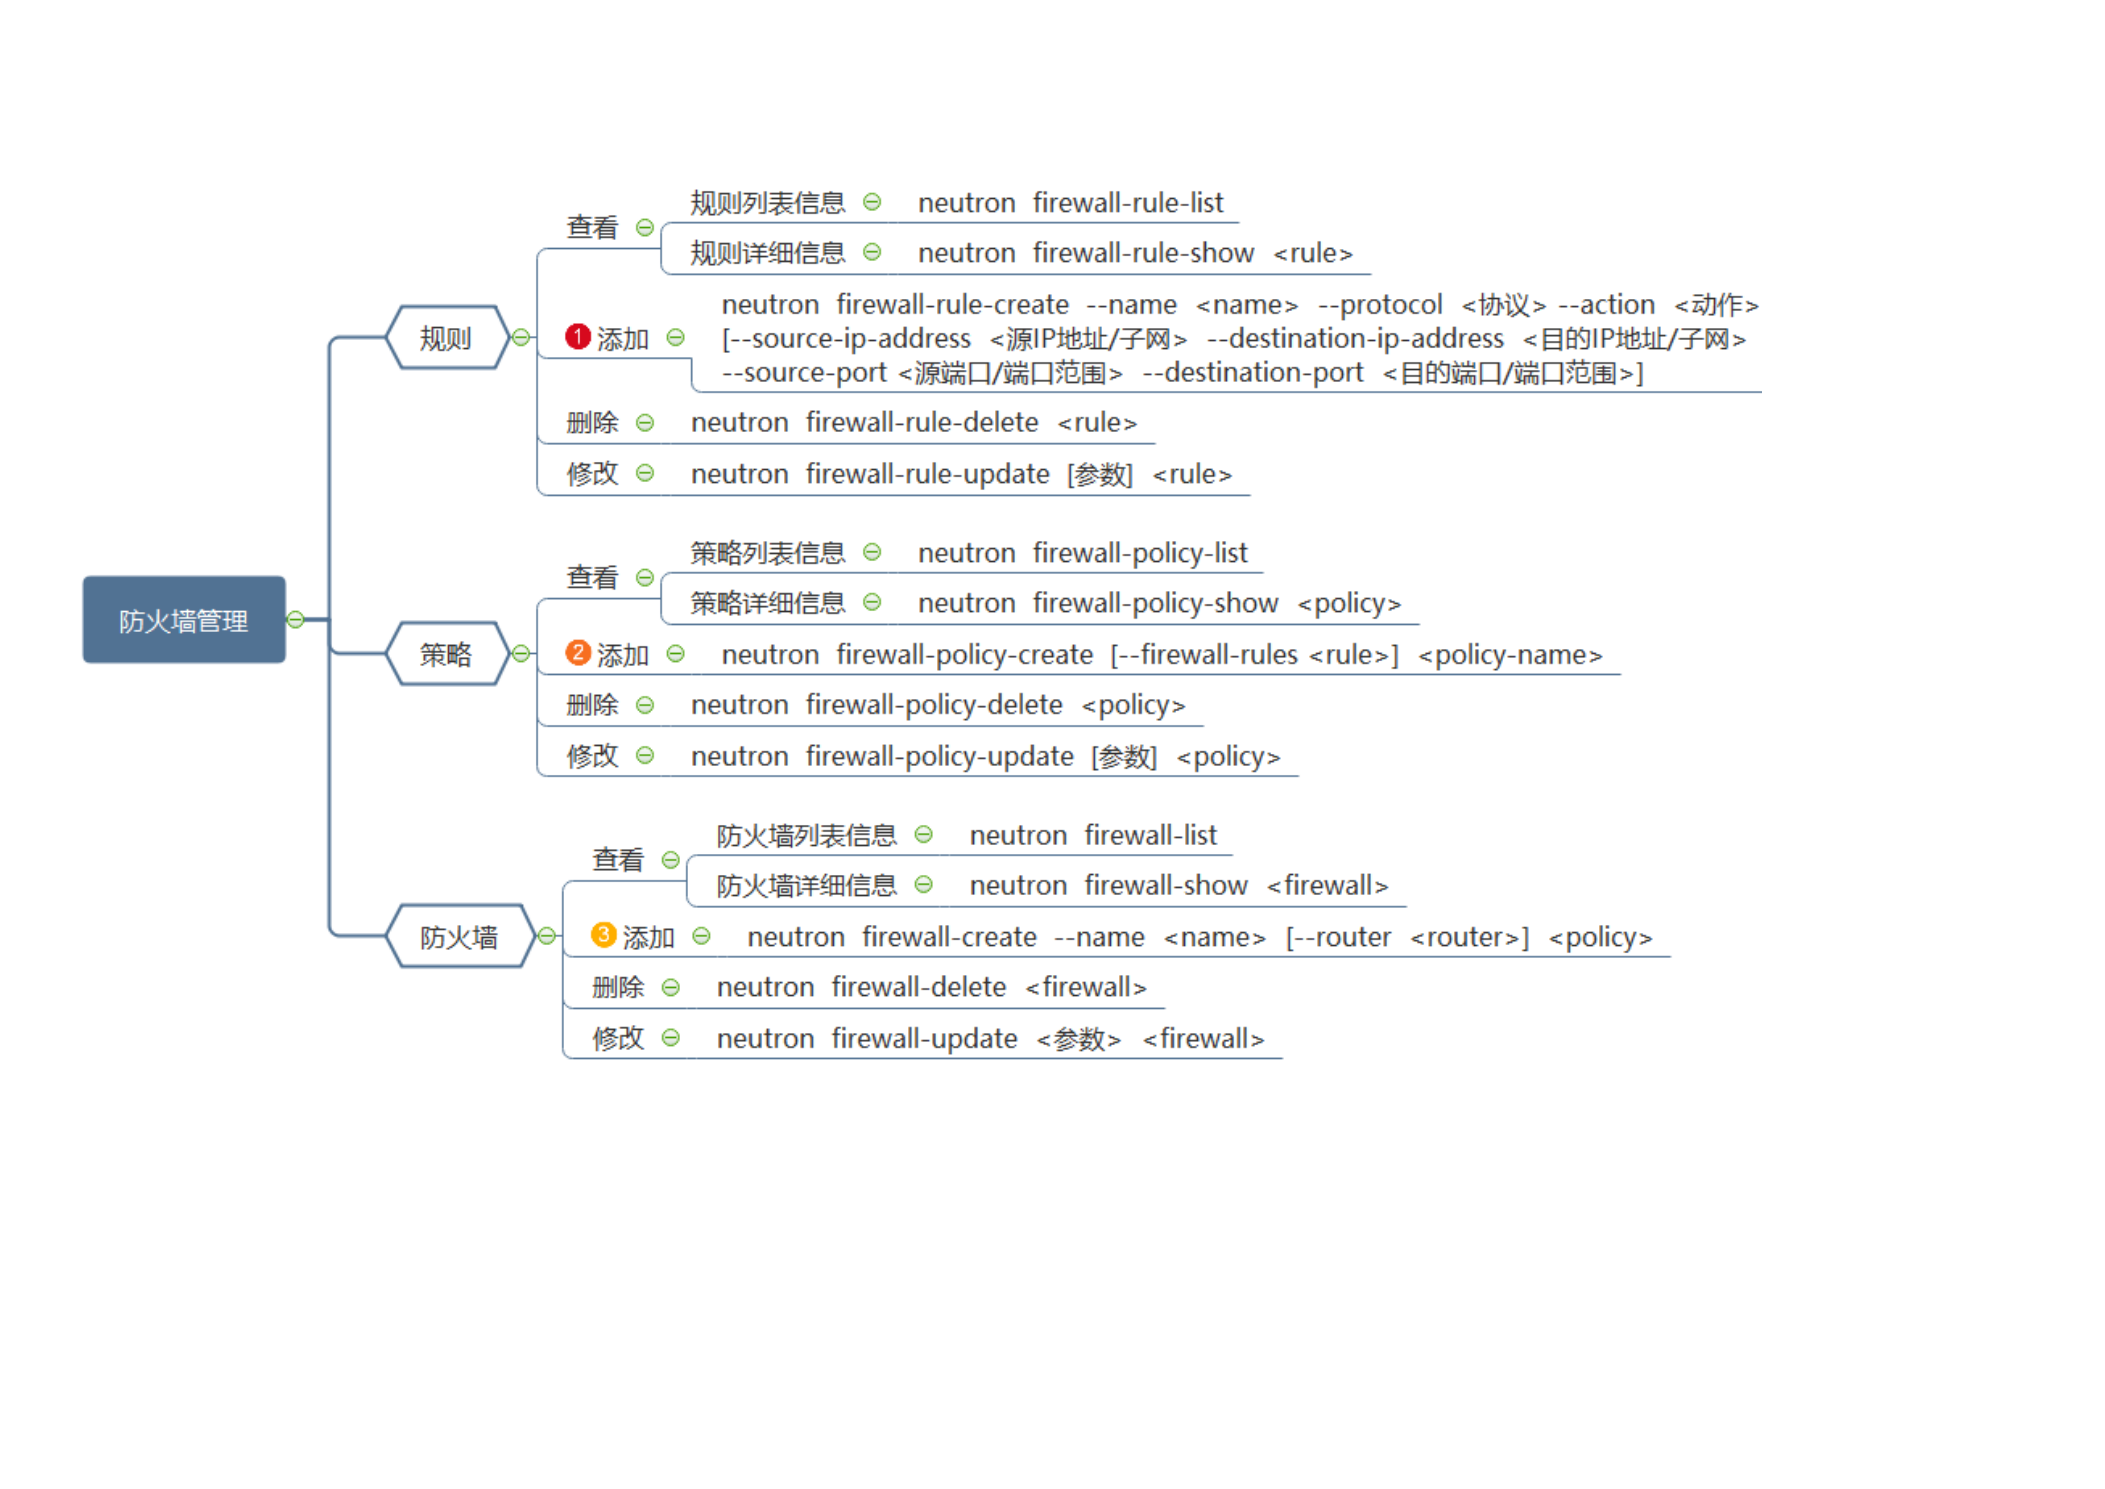 防火墙管理
规则
查看
规则列表信息 neutron firewall-rule-list
规则详细信息 neutron firewall-rule-show <rule>
1 添加
neutron firewall-rule-create --name <name> --protocol <协议> --action <动作>
[--source-ip-address <源IP地址/子网> --destination-ip-address <目的IP地址/子网>
--source-port <源端口/端口范围> --destination-port <目的端口/端口范围>]
删除 neutron firewall-rule-delete <rule>
修改 neutron firewall-rule-update [参数] <rule>
策略
查看
策略列表信息 neutron firewall-policy-list
策略详细信息 neutron firewall-policy-show <policy>
2 添加 neutron firewall-policy-create [--firewall-rules <rule>] <policy-name>
删除 neutron firewall-policy-delete <policy>
修改 neutron firewall-policy-update [参数] <policy>
防火墙
查看
防火墙列表信息 neutron firewall-list
防火墙详细信息 neutron firewall-show <firewall>
3 添加 neutron firewall-create --name <name> [--router <router>] <policy>
删除 neutron firewall-delete <firewall>
修改 neutron firewall-update <参数> <firewall>